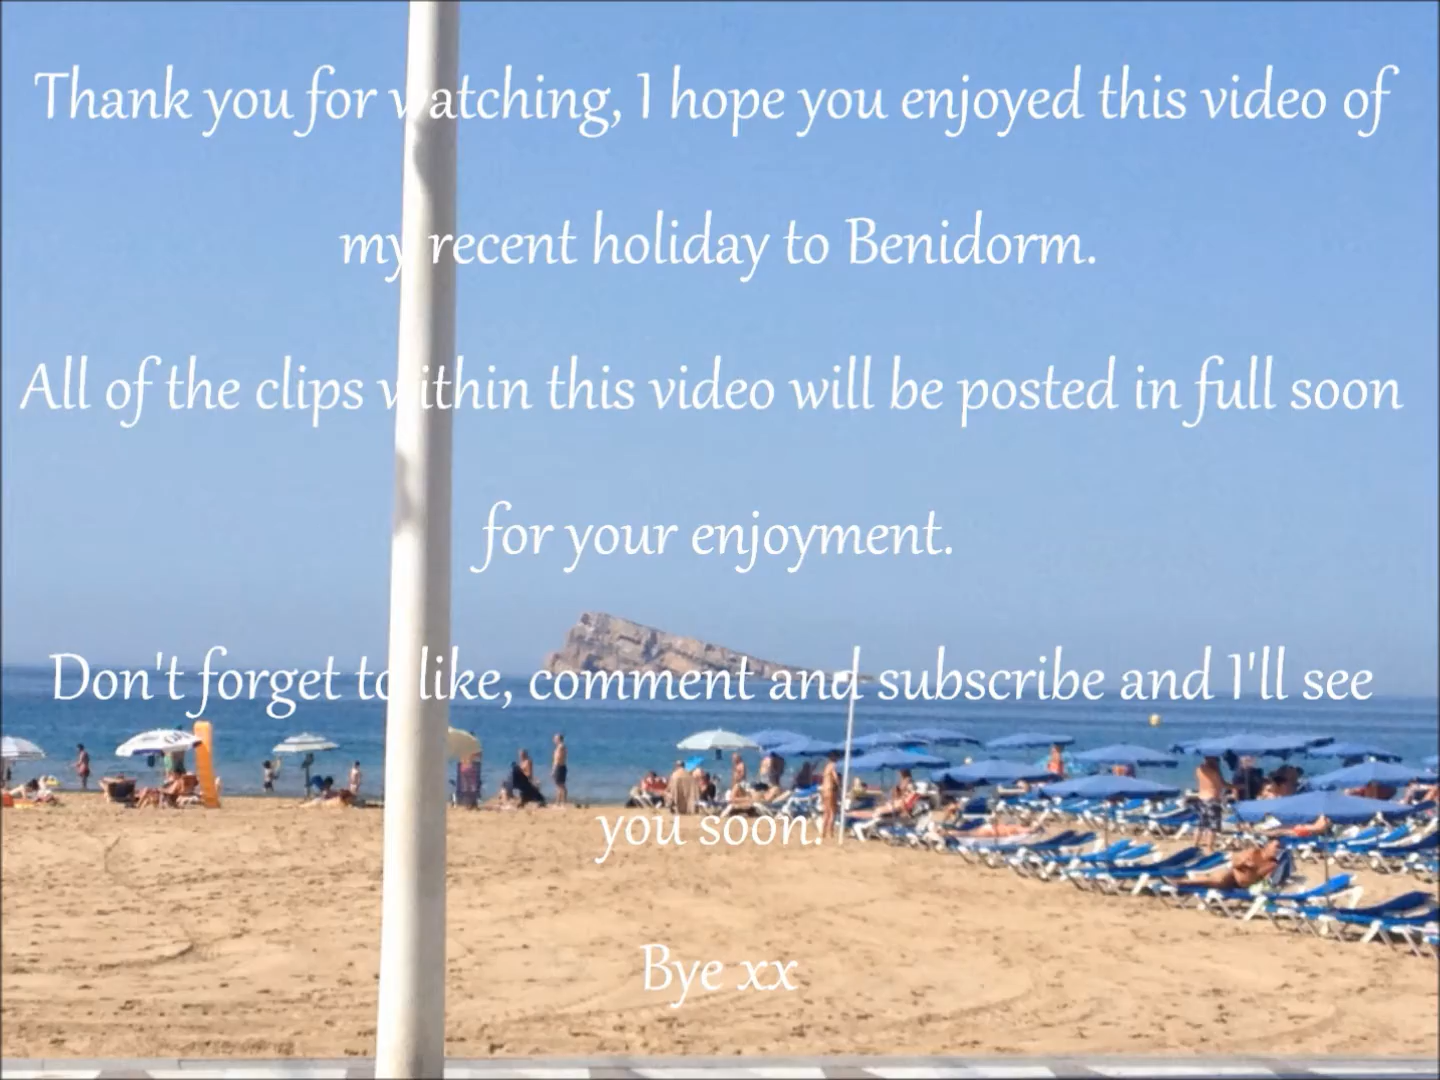 Thank you for watching, I hope you enjoyed this video of
my recent holiday to Benidorm.
All of the clips within this video will be posted in full soon
for your enjoyment.
Don't forget to like, comment and subscribe and I'll see
you soon!
Bye xx